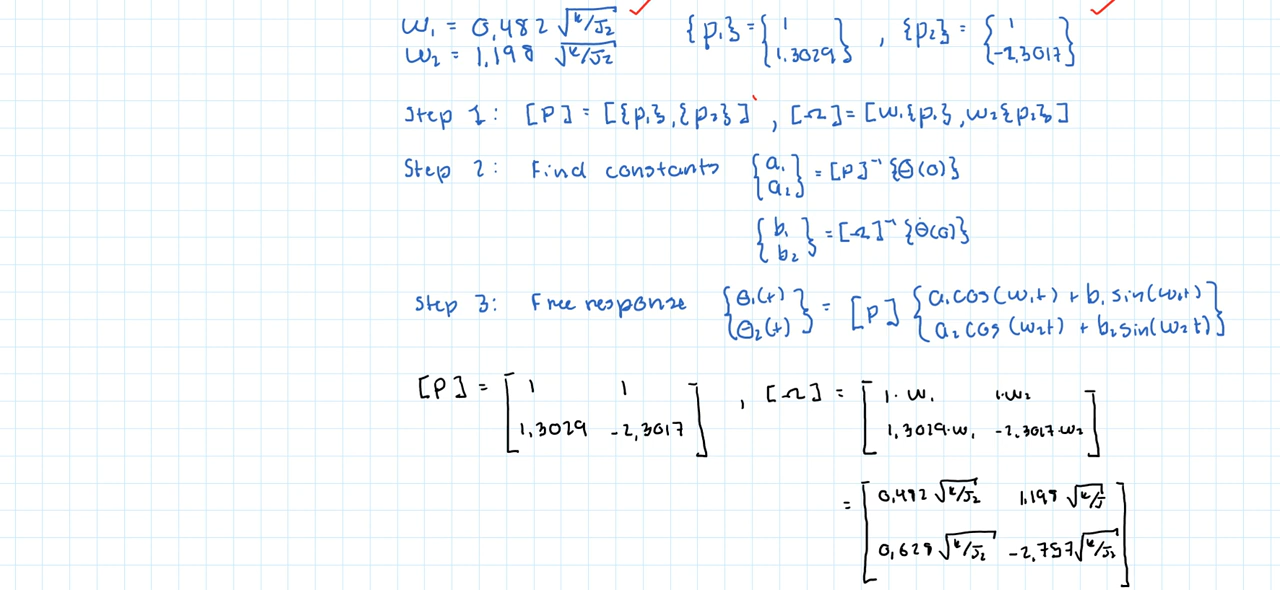 ω₁ = 0,482 √(k/J₂)    {p₁} = {1 1,3029} , {p₂} = {1 -2,3017}
ω₂ = 1,198 √(k/J₂)
Step 1: [P] = [{p₁},{p₂}] , [Ω] = [ω₁{p₁}, ω₂{p₂}]
Step 2: Find constants {a₁ a₂} = [P]⁻¹ {Θ(0)}
{b₁ b₂} = [Ω]⁻¹ {Θ̇(0)}
Step 3: Free response {Θ₁(t) Θ₂(t)} = [P] {a₁cos(ω₁t) + b₁ sin(ω₁t) a₂cos(ω₂t) + b₂sin(ω₂t)}
[P] = [1 1 1,3029 -2,3017] , [Ω] = [1·ω₁ 1·ω₂ 1,3029·ω₁ -2,3017·ω₂]
= [0,482 √(k/J₂) 1,198 √(k/J) 0,628 √(k/J₂) -2,757 √(k/J₂)]